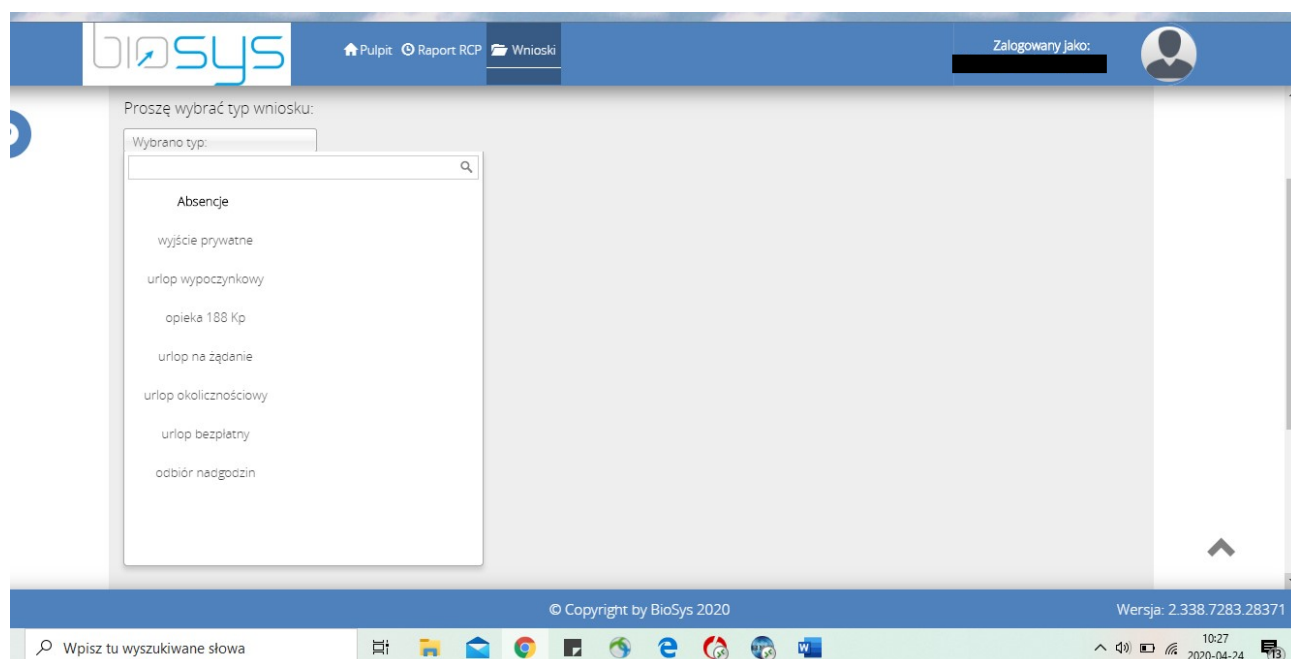 biosys
Pulpit Raport RCP Wnioski
Zalogowany jako:
Proszę wybrać typ wniosku:
Wybrano typ:
Absencje
wyjście prywatne
urlop wypoczynkowy
opieka 188 Kp
urlop na żądanie
urlop okolicznościowy
urlop bezpłatny
odbiór nadgodzin
© Copyright by BioSys 2020
Wersja: 2.338.7283.28371
Wpisz tu wyszukiwane słowa
10:27
2020-04-24
13